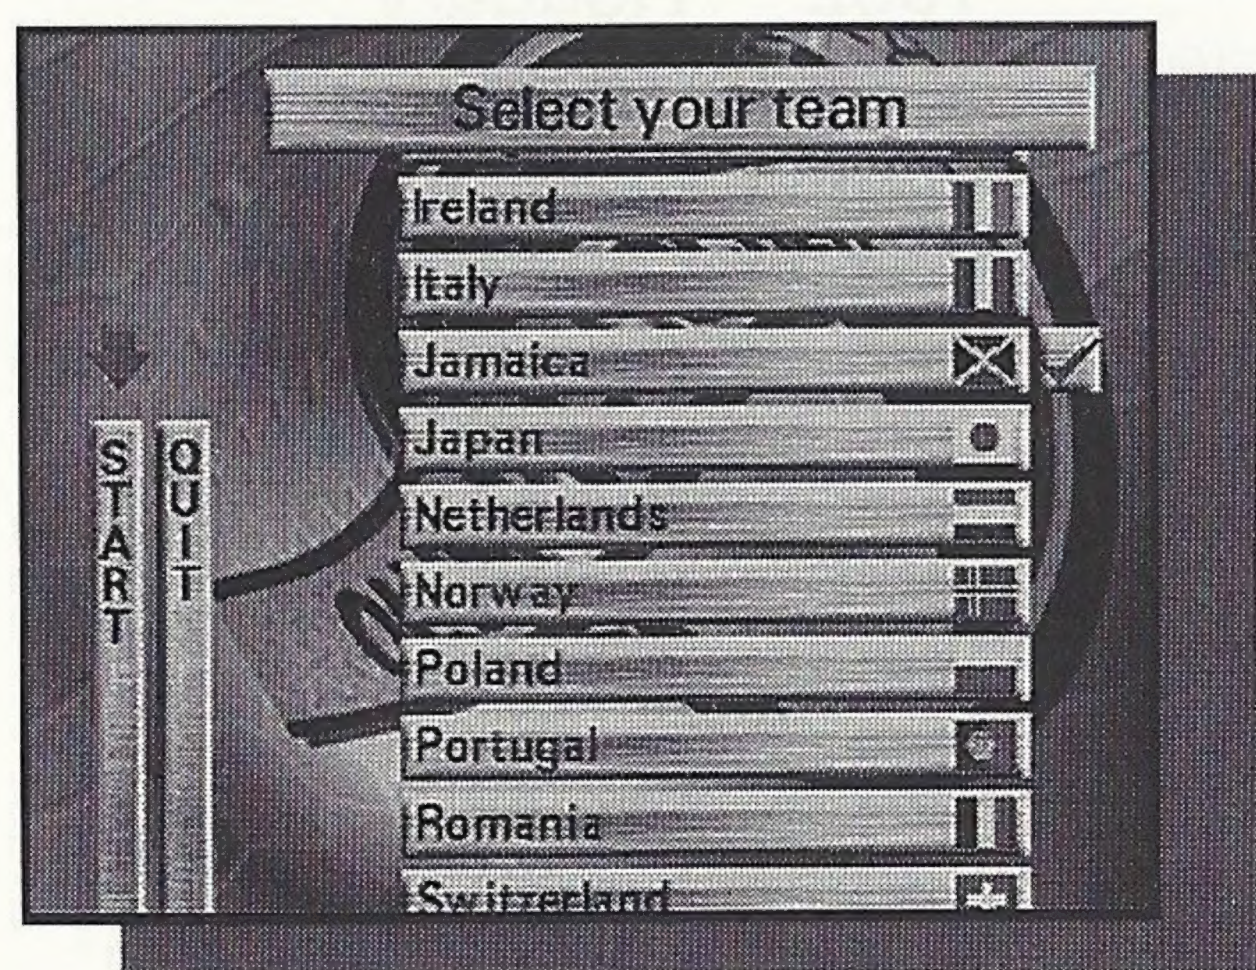 Select your team
Ireland
Italy
Jamaica
Japan
Netherlands
Norway
Poland
Portugal
Romania
Switzerland
START
QUIT